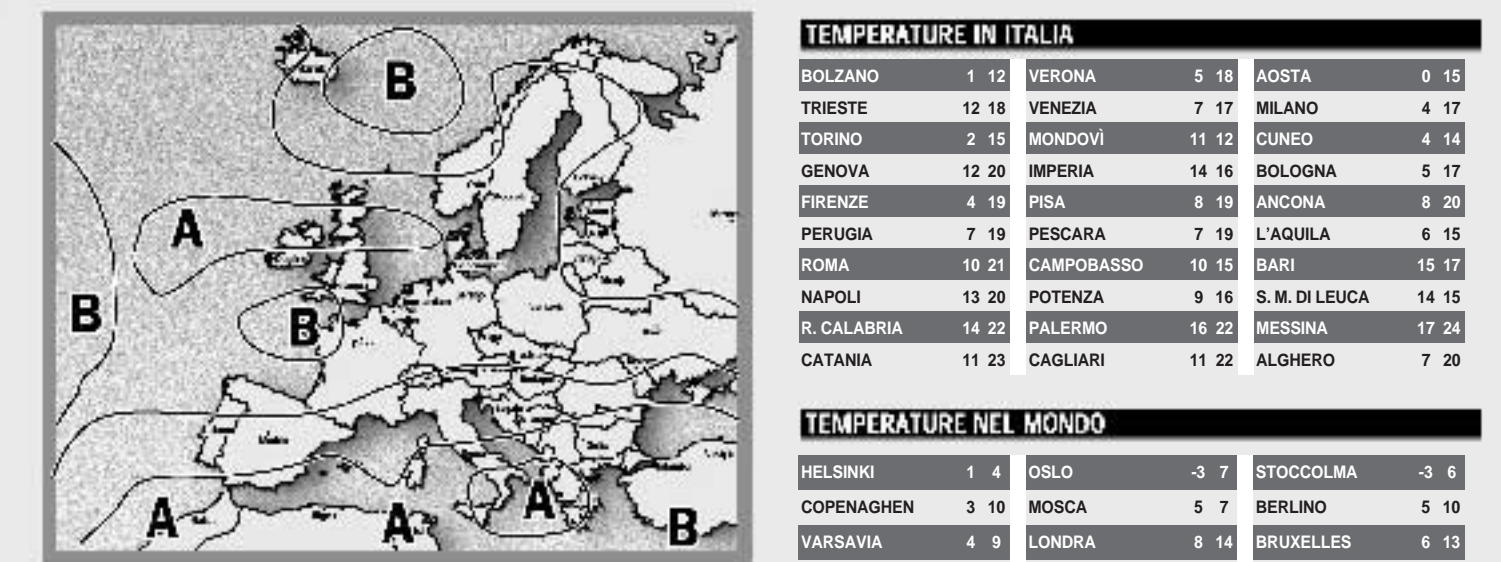 B
A
B
B
A
A
A
B
TEMPERATURE IN ITALIA
BOLZANO 1 12 VERONA 5 18 AOSTA 0 15
TRIESTE 12 18 VENEZIA 7 17 MILANO 4 17
TORINO 2 15 MONDOVÌ 11 12 CUNEO 4 14
GENOVA 12 20 IMPERIA 14 16 BOLOGNA 5 17
FIRENZE 4 19 PISA 8 19 ANCONA 8 20
PERUGIA 7 19 PESCARA 7 19 L'AQUILA 6 15
ROMA 10 21 CAMPOBASSO 10 15 BARI 15 17
NAPOLI 13 20 POTENZA 9 16 S. M. DI LEUCA 14 15
R. CALABRIA 14 22 PALERMO 16 22 MESSINA 17 24
CATANIA 11 23 CAGLIARI 11 22 ALGHERO 7 20
TEMPERATURE NEL MONDO
HELSINKI 1 4 OSLO -3 7 STOCCOLMA -3 6
COPENAGHEN 3 10 MOSCA 5 7 BERLINO 5 10
VARSAVIA 4 9 LONDRA 8 14 BRUXELLES 6 13